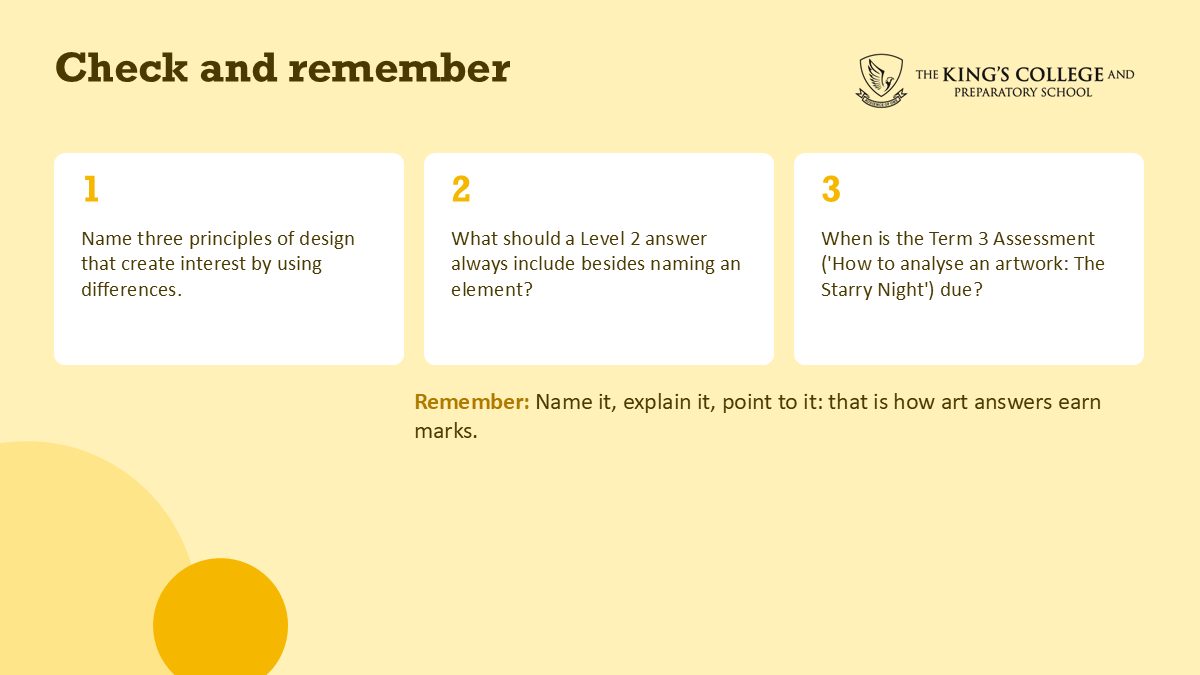 Check and remember
THE KING'S COLLEGE AND
PREPARATORY SCHOOL
1
Name three principles of design
that create interest by using
differences.
2
What should a Level 2 answer
always include besides naming an
element?
3
When is the Term 3 Assessment
('How to analyse an artwork: The
Starry Night') due?
Remember: Name it, explain it, point to it: that is how art answers earn
marks.